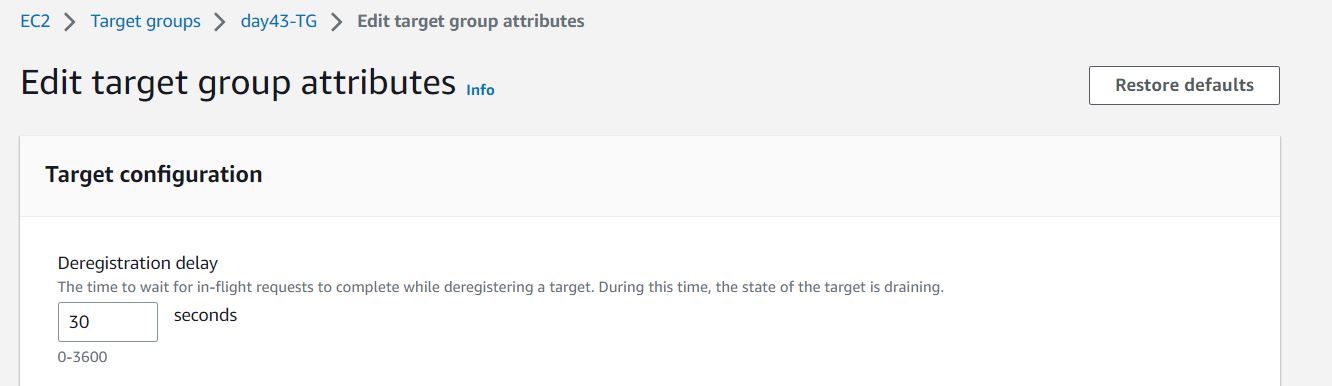 EC2 > Target groups > day43-TG > Edit target group attributes
Edit target group attributes Info
Restore defaults
Target configuration
Deregistration delay
The time to wait for in-flight requests to complete while deregistering a target. During this time, the state of the target is draining.
30 seconds
0-3600